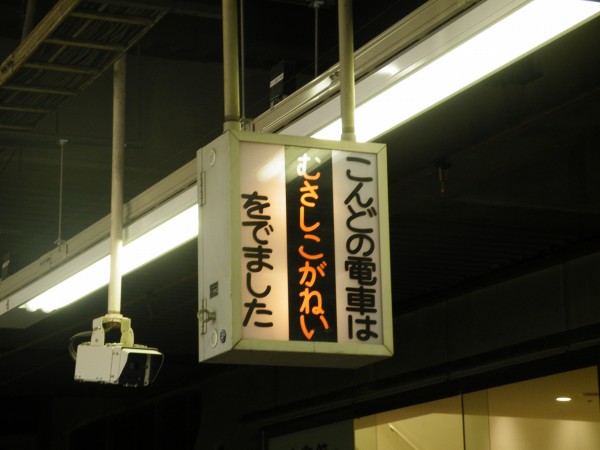 こんどの電車は
むさしこがねい
をでました